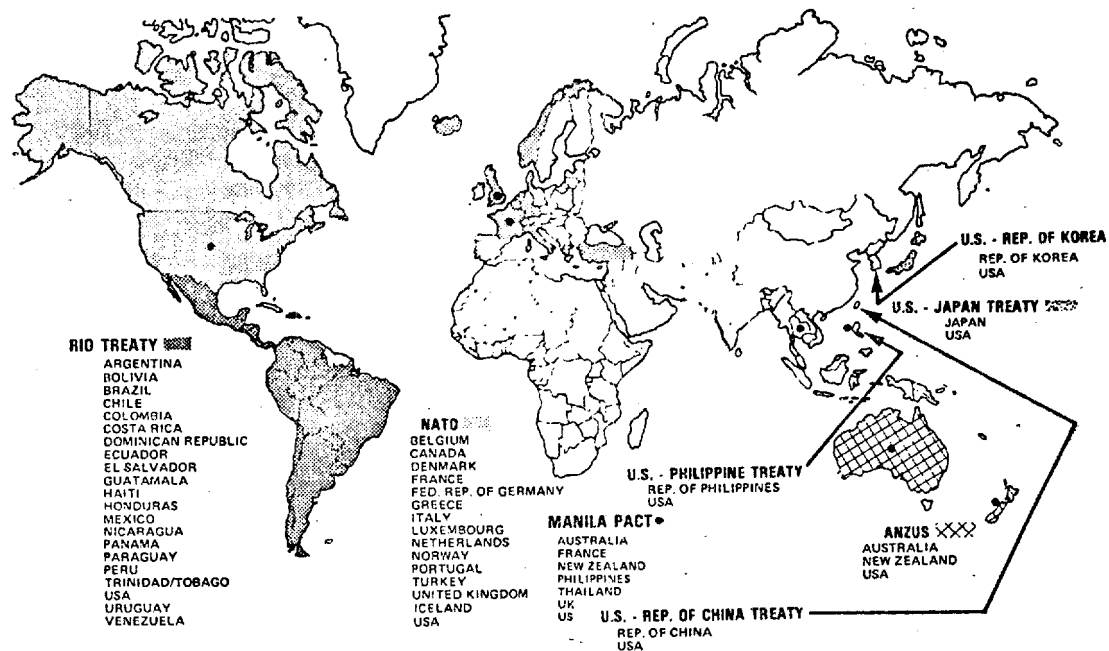 U.S. - REP. OF KOREA
REP. OF KOREA
USA
U.S. - JAPAN TREATY
JAPAN
USA
RIO TREATY
ARGENTINA
BOLIVIA
BRAZIL
CHILE
COLOMBIA
COSTA RICA
DOMINICAN REPUBLIC
ECUADOR
EL SALVADOR
GUATAMALA
HAITI
HONDURAS
MEXICO
NICARAGUA
PANAMA
PARAGUAY
PERU
TRINIDAD/TOBAGO
USA
URUGUAY
VENEZUELA
NATO
BELGIUM
CANADA
DENMARK
FRANCE
FED. REP. OF GERMANY
GREECE
ITALY
LUXEMBOURG
NETHERLANDS
NORWAY
PORTUGAL
TURKEY
UNITED KINGDOM
ICELAND
USA
U.S. - PHILIPPINE TREATY
REP. OF PHILIPPINES
USA
MANILA PACT
AUSTRALIA
FRANCE
NEW ZEALAND
PHILIPPINES
THAILAND
UK
US
ANZUS
AUSTRALIA
NEW ZEALAND
USA
U.S. - REP. OF CHINA TREATY
REP. OF CHINA
USA